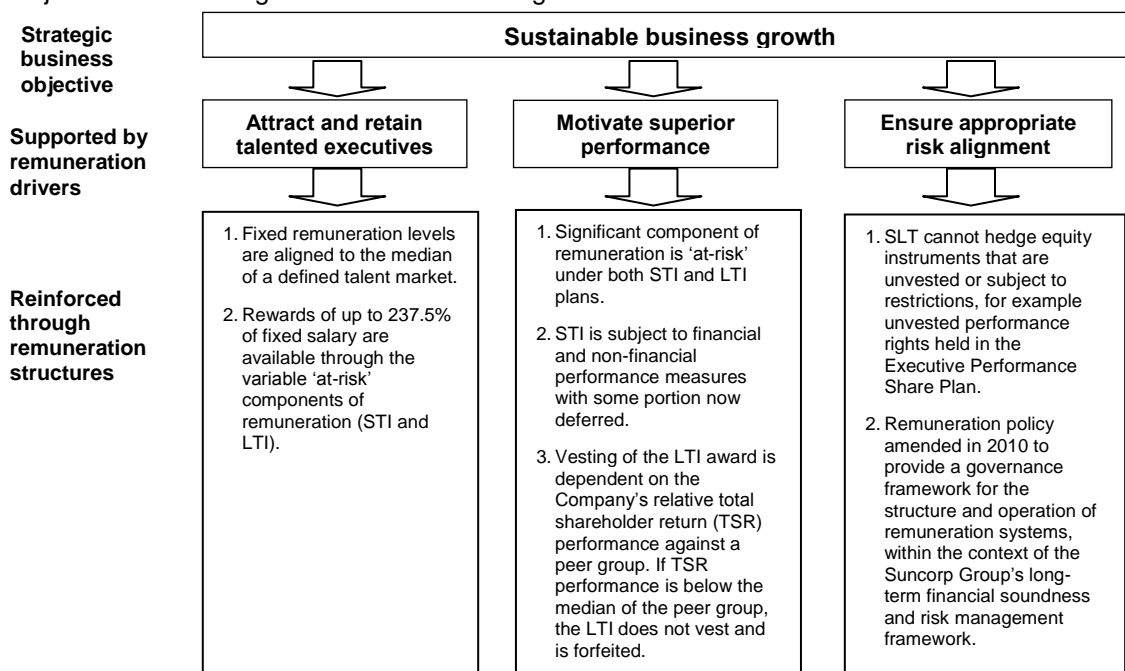 Strategic
business
objective
Sustainable business growth
Supported by
remuneration
drivers
Attract and retain
talented executives
Motivate superior
performance
Ensure appropriate
risk alignment
Reinforced
through
remuneration
structures
1. Fixed remuneration levels
are aligned to the median
of a defined talent market.
2. Rewards of up to 237.5%
of fixed salary are
available through the
variable ‘at-risk’
components of
remuneration (STI and
LTI).
1. Significant component of
remuneration is ‘at-risk’
under both STI and LTI
plans.
2. STI is subject to financial
and non-financial
performance measures
with some portion now
deferred.
3. Vesting of the LTI award is
dependent on the
Company’s relative total
shareholder return (TSR)
performance against a
peer group. If TSR
performance is below the
median of the peer group,
the LTI does not vest and
is forfeited.
1. SLT cannot hedge equity
instruments that are
unvested or subject to
restrictions, for example
unvested performance
rights held in the
Executive Performance
Share Plan.
2. Remuneration policy
amended in 2010 to
provide a governance
framework for the
structure and operation of
remuneration systems,
within the context of the
Suncorp Group’s long-
term financial soundness
and risk management
framework.